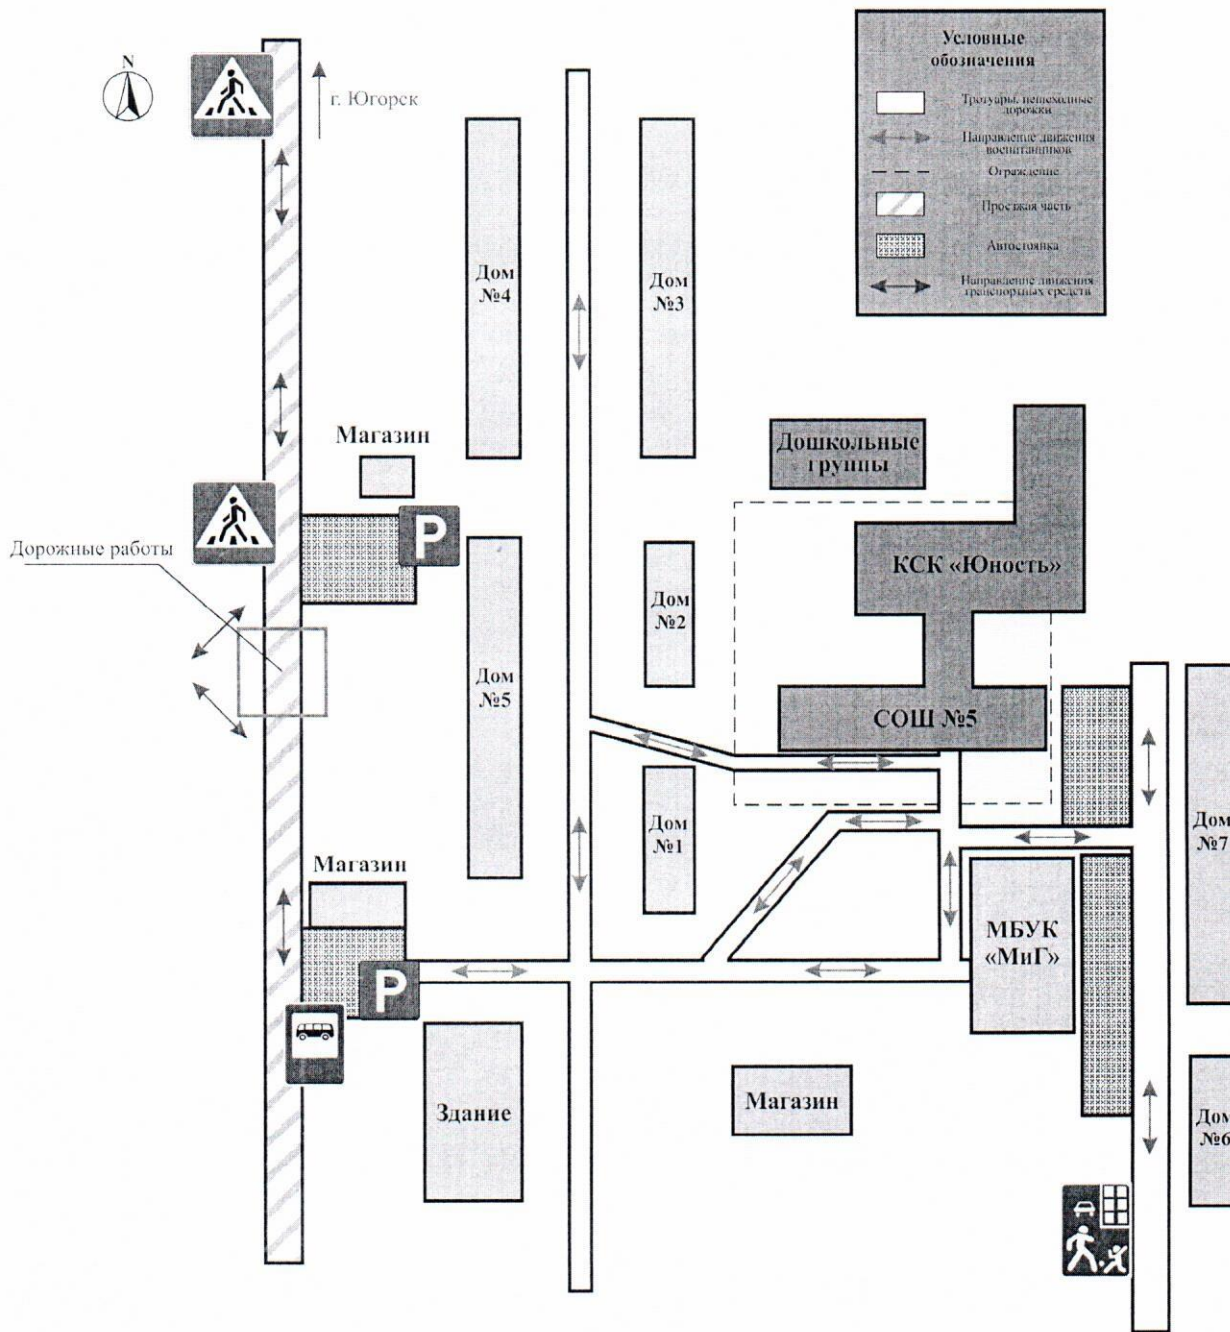 Условные
обозначения
Тротуары, пешеходные
дорожки
Направление движения
воспитанников
Ограждение
Проезжая часть
Автостоянка
Направление движения
транспортных средств
N
г. Югорск
Дом
№4
Дом
№3
Магазин
Дошкольные
группы
P
Дорожные работы
КСК «Юность»
Дом
№2
Дом
№5
СОШ №5
Дом
№1
Дом
№7
Магазин
МБУК
«МиГ»
P
Здание
Магазин
Дом
№6